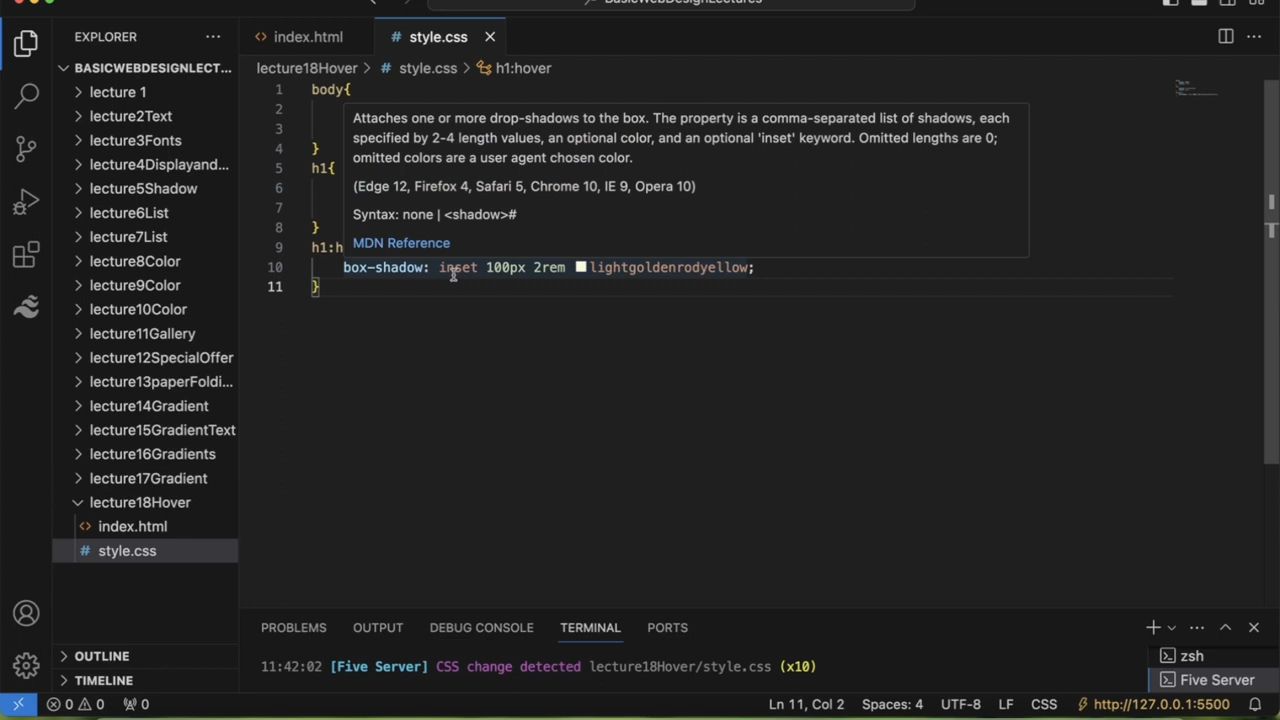 BasicWebDesignLectures
EXPLORER
index.html
# style.css
BASICWEBDESIGNLECT...
lecture18Hover > # style.css > h1:hover
lecture 1
lecture2Text
lecture3Fonts
lecture4Displayand...
lecture5Shadow
lecture6List
lecture7List
lecture8Color
lecture9Color
lecture10Color
lecture11Gallery
lecture12SpecialOffer
lecture13paperFoldi...
lecture14Gradient
lecture15GradientText
lecture16Gradients
lecture17Gradient
lecture18Hover
index.html
# style.css
OUTLINE
TIMELINE
1 body{
2
3
4 }
5 h1{
6
7
8 }
9 h1:h
10 box-shadow: inset 100px 2rem lightgoldenrodyellow;
11 }
Attaches one or more drop-shadows to the box. The property is a comma-separated list of shadows, each
specified by 2-4 length values, an optional color, and an optional 'inset' keyword. Omitted lengths are 0;
omitted colors are a user agent chosen color.
(Edge 12, Firefox 4, Safari 5, Chrome 10, IE 9, Opera 10)
Syntax: none | <shadow>#
MDN Reference
PROBLEMS OUTPUT DEBUG CONSOLE TERMINAL PORTS
11:42:02 [Five Server] CSS change detected lecture18Hover/style.css (x10)
zsh
Five Server
0 0 0 Ln 11, Col 2 Spaces: 4 UTF-8 LF CSS http://127.0.0.1:5500